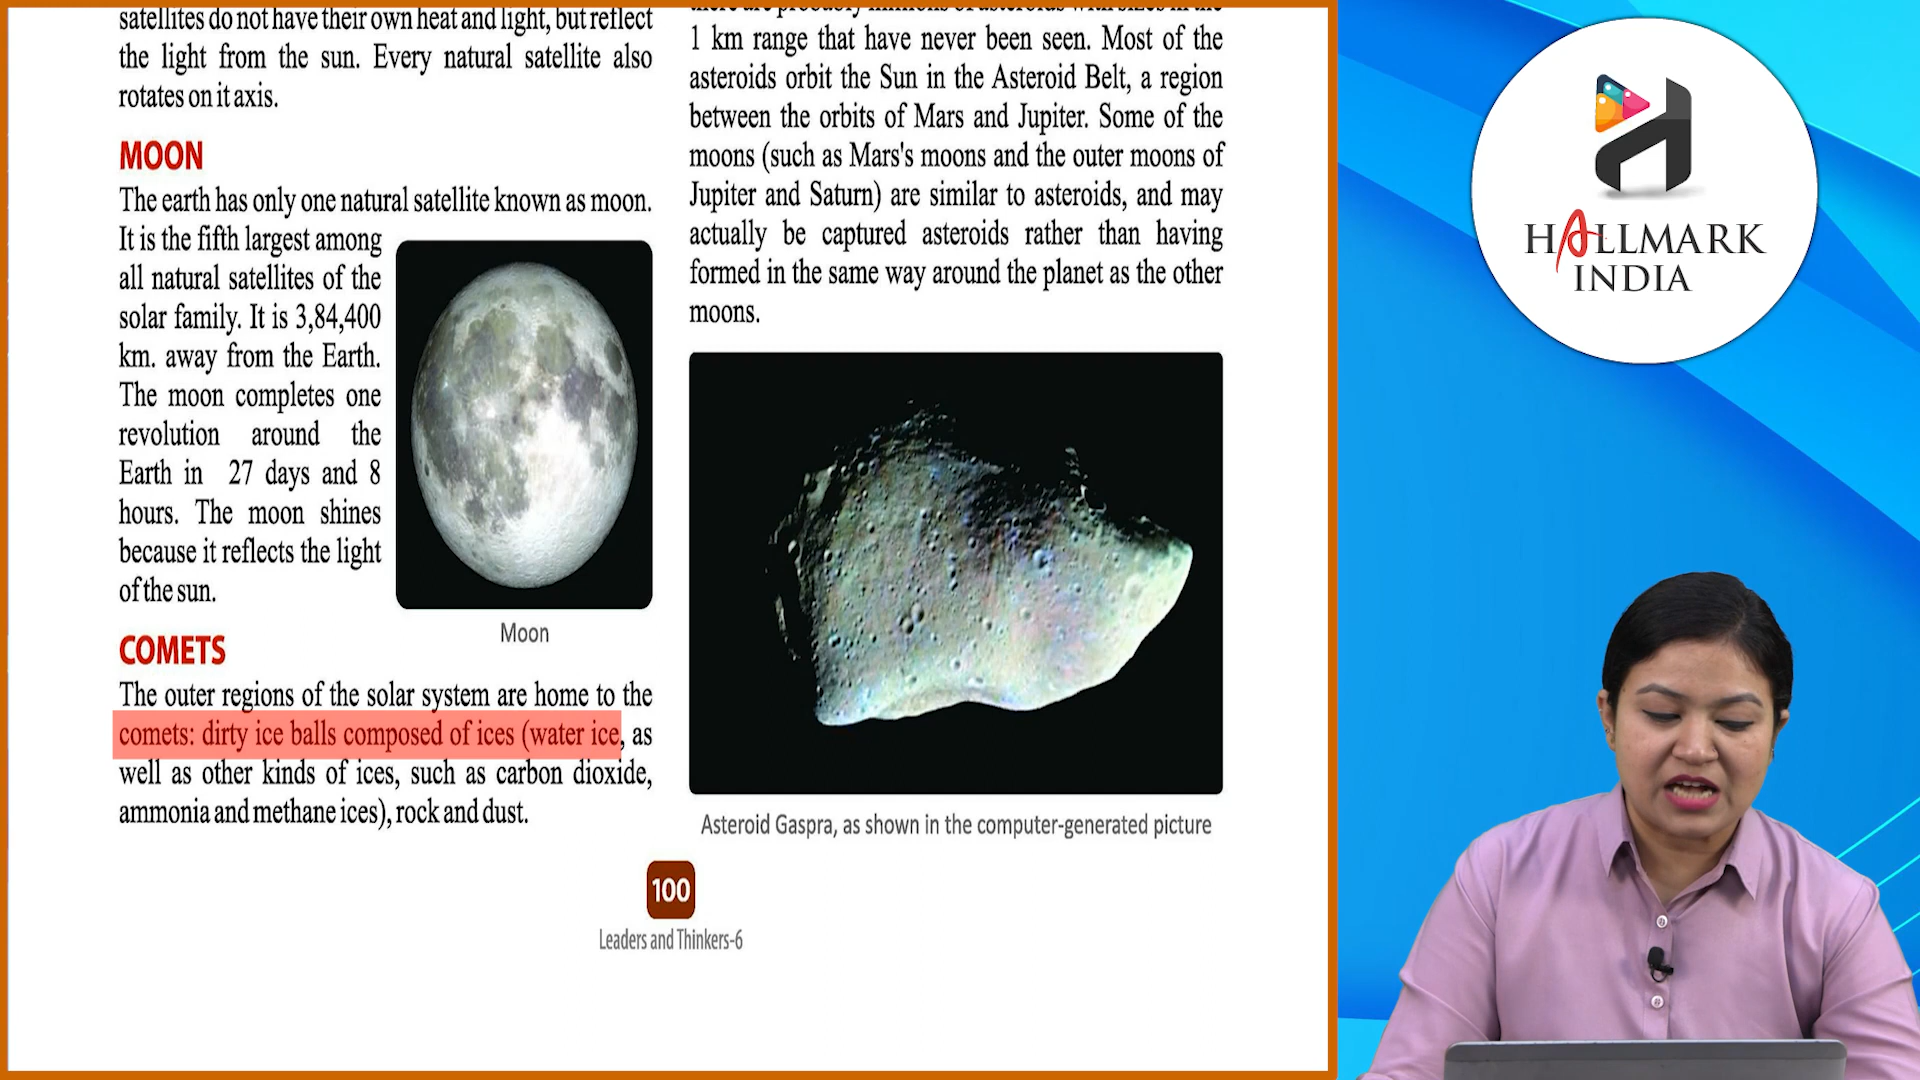 satellites do not have their own heat and light, but reflect
the light from the sun. Every natural satellite also
rotates on it axis.
MOON
The earth has only one natural satellite known as moon.
It is the fifth largest among
all natural satellites of the
solar family. It is 3,84,400
km. away from the Earth.
The moon completes one
revolution around the
Earth in 27 days and 8
hours. The moon shines
because it reflects the light
of the sun.
Moon
COMETS
The outer regions of the solar system are home to the
comets: dirty ice balls composed of ices (water ice, as
well as other kinds of ices, such as carbon dioxide,
ammonia and methane ices), rock and dust.
there are probably millions of asteroids with sizes in the
1 km range that have never been seen. Most of the
asteroids orbit the Sun in the Asteroid Belt, a region
between the orbits of Mars and Jupiter. Some of the
moons (such as Mars's moons and the outer moons of
Jupiter and Saturn) are similar to asteroids, and may
actually be captured asteroids rather than having
formed in the same way around the planet as the other
moons.
Asteroid Gaspra, as shown in the computer-generated picture
100
Leaders and Thinkers-6
HALLMARK
INDIA